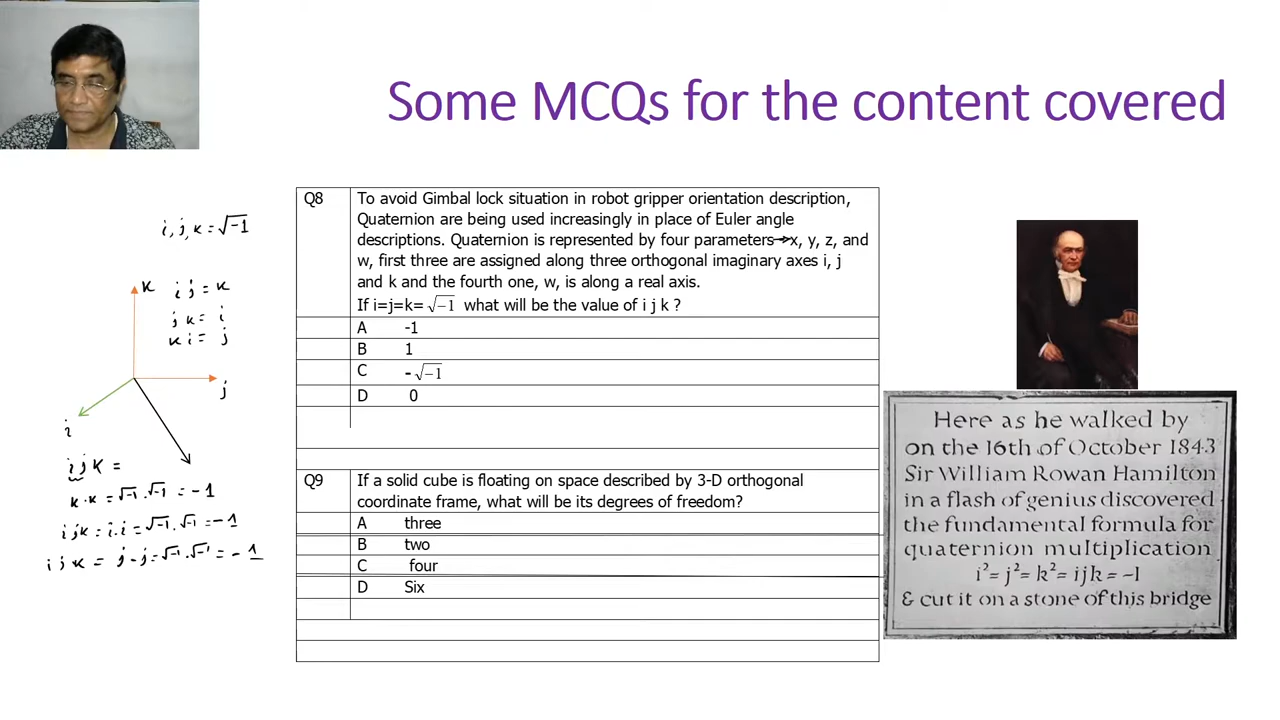 Some MCQs for the content covered
i, j, k = √-1
k
i j = k
j k = i
k i = j
j
i
i j k =
k · k = √-1 . √-1 = -1
i j k = i . i = √-1 . √-1 = -1
i j k = j - j = √-1 . √-1 = -1
Q8 To avoid Gimbal lock situation in robot gripper orientation description,
Quaternion are being used increasingly in place of Euler angle
descriptions. Quaternion is represented by four parameters→x, y, z, and
w, first three are assigned along three orthogonal imaginary axes i, j
and k and the fourth one, w, is along a real axis.
If i=j=k= √-1 what will be the value of i j k ?
A -1
B 1
C -√-1
D 0
Q9 If a solid cube is floating on space described by 3-D orthogonal
coordinate frame, what will be its degrees of freedom?
A three
B two
C four
D Six
Here as he walked by
on the 16th of October 1843
Sir William Rowan Hamilton
in a flash of genius discovered
the fundamental formula for
quaternion multiplication
i² = j² = k² = ijk = -1
& cut it on a stone of this bridge